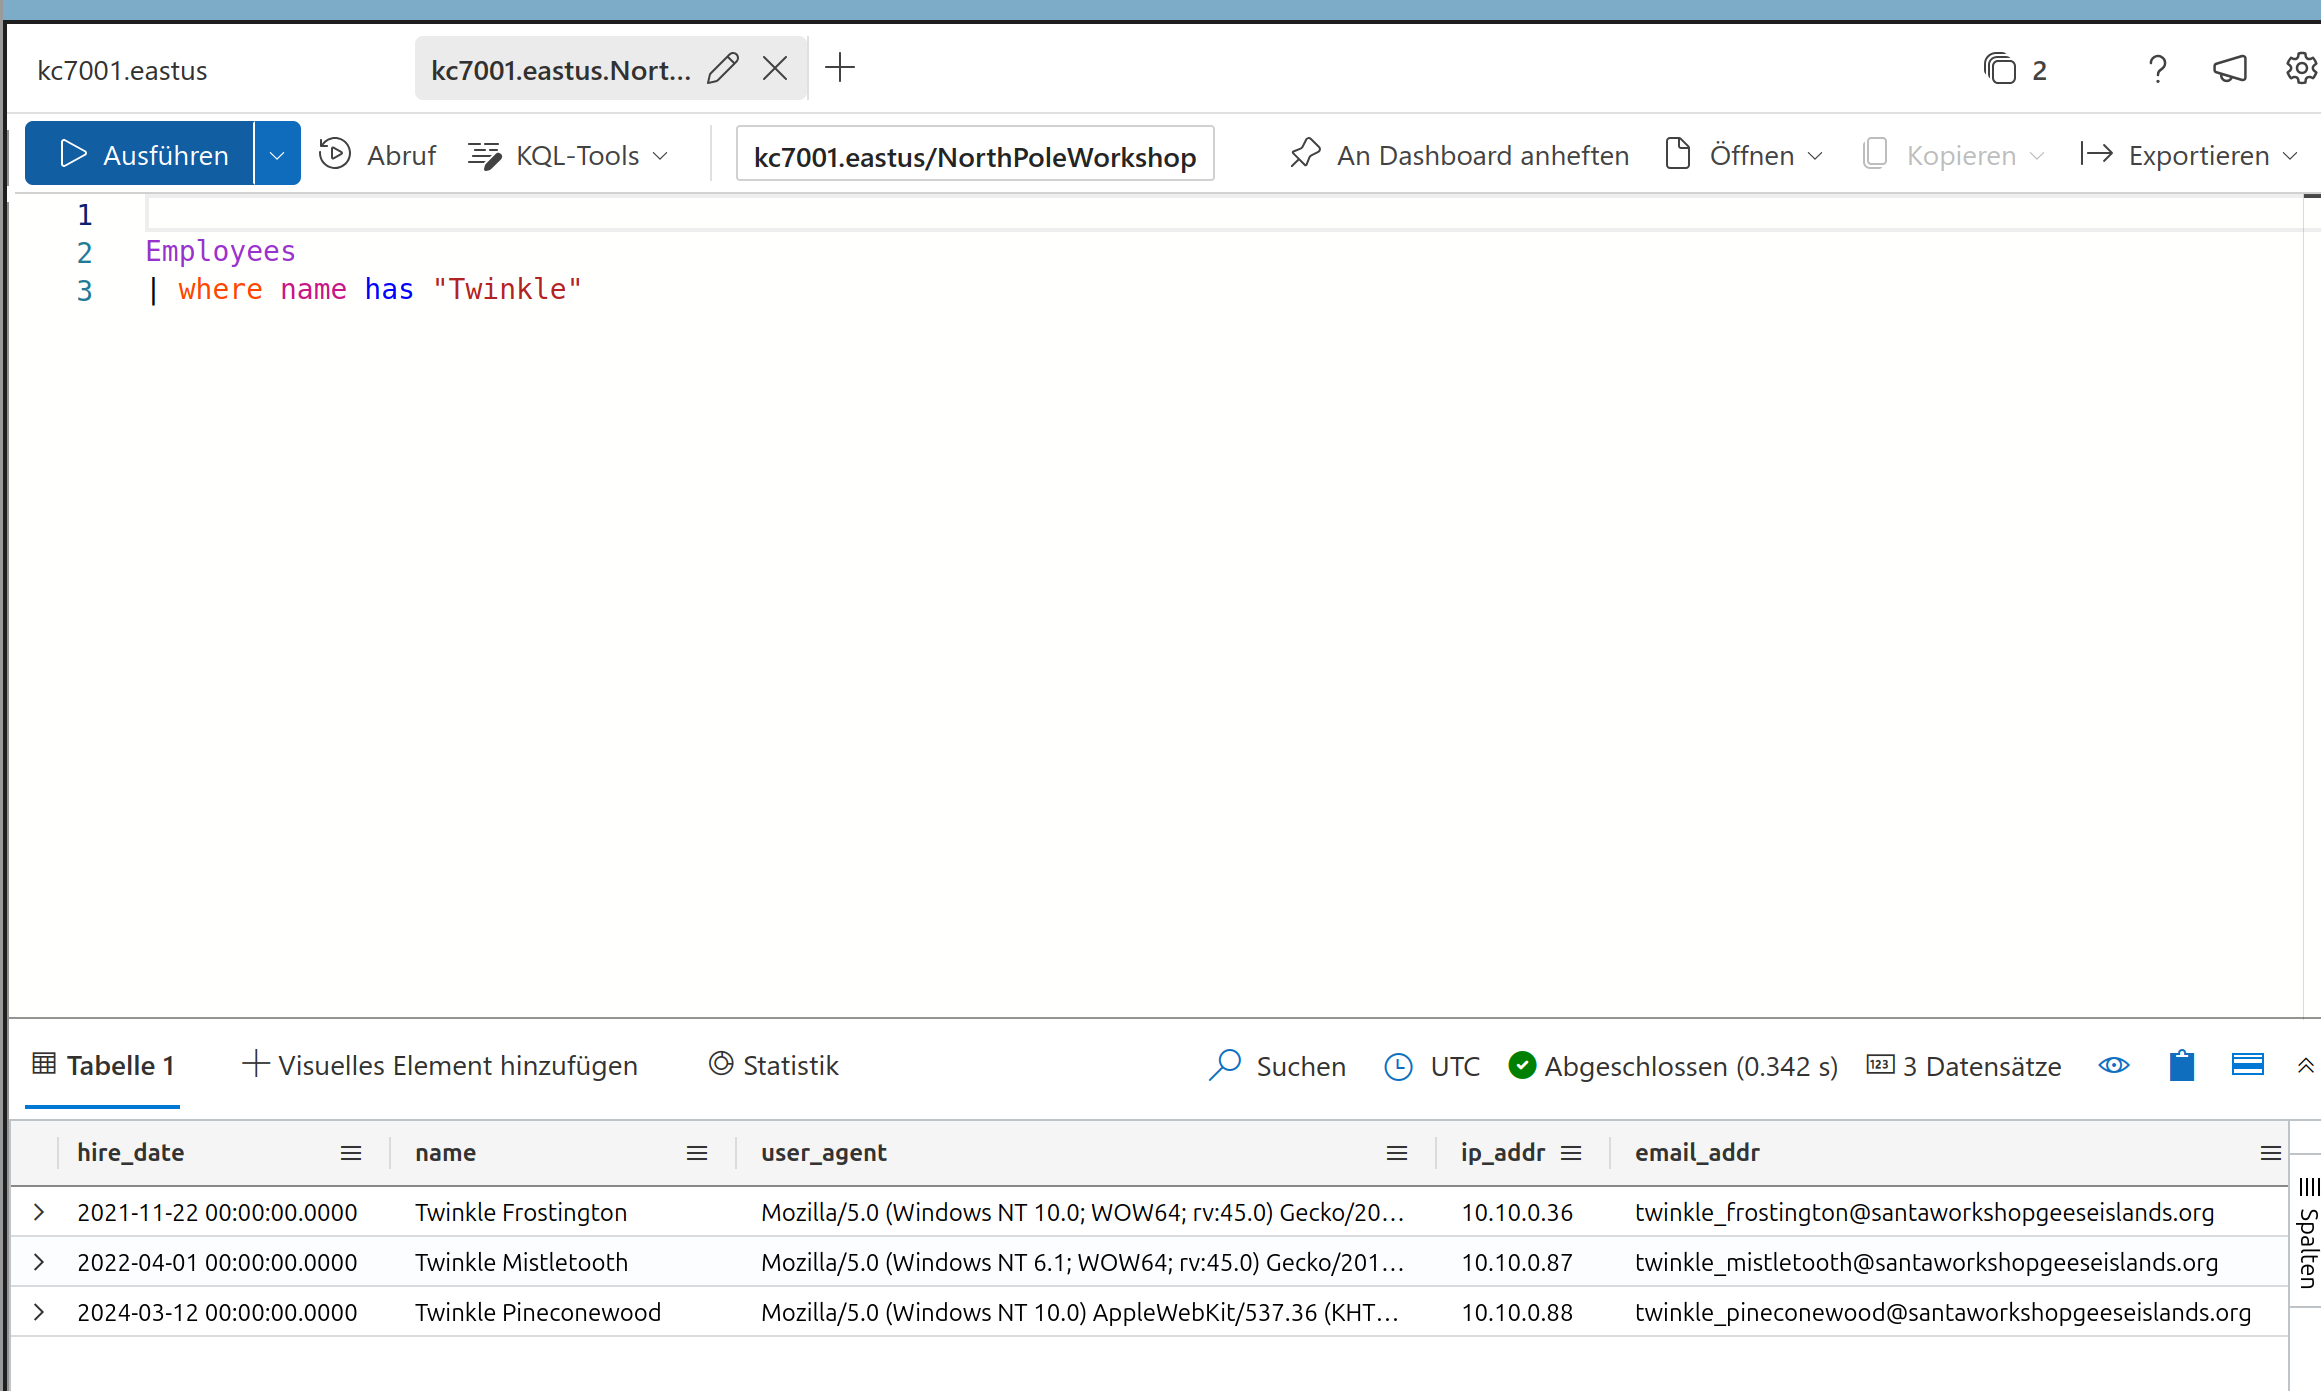 kc7001.eastus
kc7001.eastus.Nort...
2
Ausführen
Abruf
KQL-Tools
kc7001.eastus/NorthPoleWorkshop
An Dashboard anheften
Öffnen
Kopieren
Exportieren
1
2 Employees
3 | where name has "Twinkle"
Tabelle 1
Visuelles Element hinzufügen
Statistik
Suchen
UTC
Abgeschlossen (0.342 s)
123 3 Datensätze
hire_date name user_agent ip_addr email_addr
2021-11-22 00:00:00.0000 Twinkle Frostington Mozilla/5.0 (Windows NT 10.0; WOW64; rv:45.0) Gecko/20... 10.10.0.36 twinkle_frostington@santaworkshopgeeseislands.org
2022-04-01 00:00:00.0000 Twinkle Mistletooth Mozilla/5.0 (Windows NT 6.1; WOW64; rv:45.0) Gecko/201... 10.10.0.87 twinkle_mistletooth@santaworkshopgeeseislands.org
2024-03-12 00:00:00.0000 Twinkle Pineconewood Mozilla/5.0 (Windows NT 10.0) AppleWebKit/537.36 (KHT... 10.10.0.88 twinkle_pineconewood@santaworkshopgeeseislands.org
Spalten